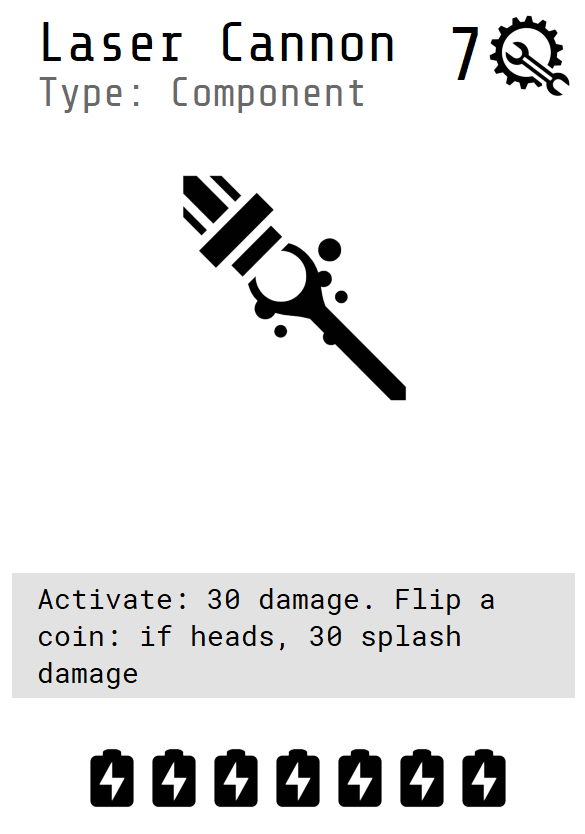 Laser Cannon 7
Type: Component
Activate: 30 damage. Flip a
coin: if heads, 30 splash
damage